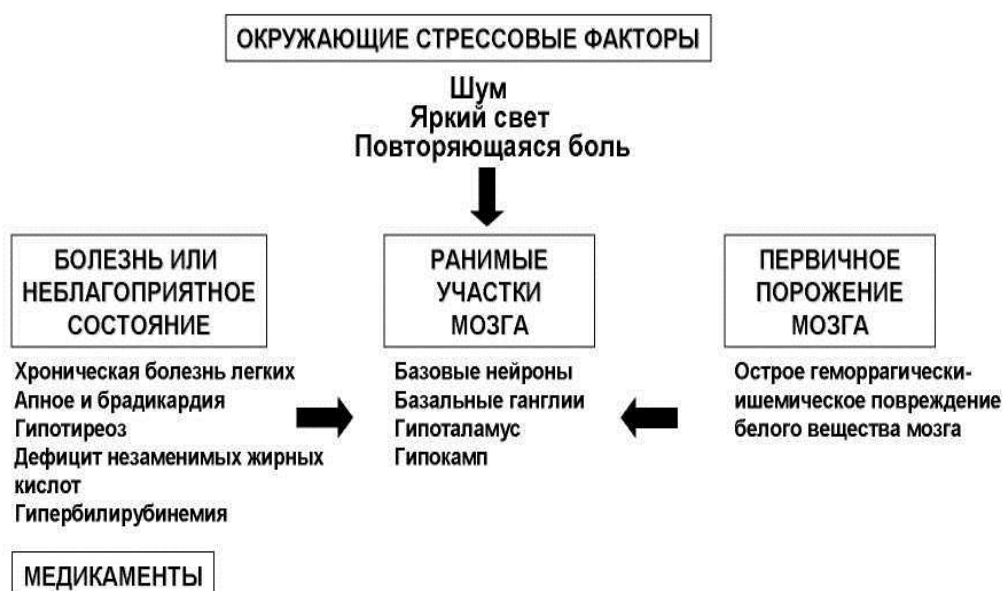 ОКРУЖАЮЩИЕ СТРЕССОВЫЕ ФАКТОРЫ
Шум
Яркий свет
Повторяющаяся боль
БОЛЕЗНЬ ИЛИ
НЕБЛАГОПРИЯТНОЕ
СОСТОЯНИЕ
Хроническая болезнь легких
Апное и брадикардия
Гипотиреоз
Дефицит незаменимых жирных
кислот
Гипербилирубинемия
РАНИМЫЕ
УЧАСТКИ
МОЗГА
Базовые нейроны
Базальные ганглии
Гипоталамус
Гипокамп
ПЕРВИЧНОЕ
ПОРОЖЕНИЕ
МОЗГА
Острое геморрагически-
ишемическое повреждение
белого вещества мозга
МЕДИКАМЕНТЫ